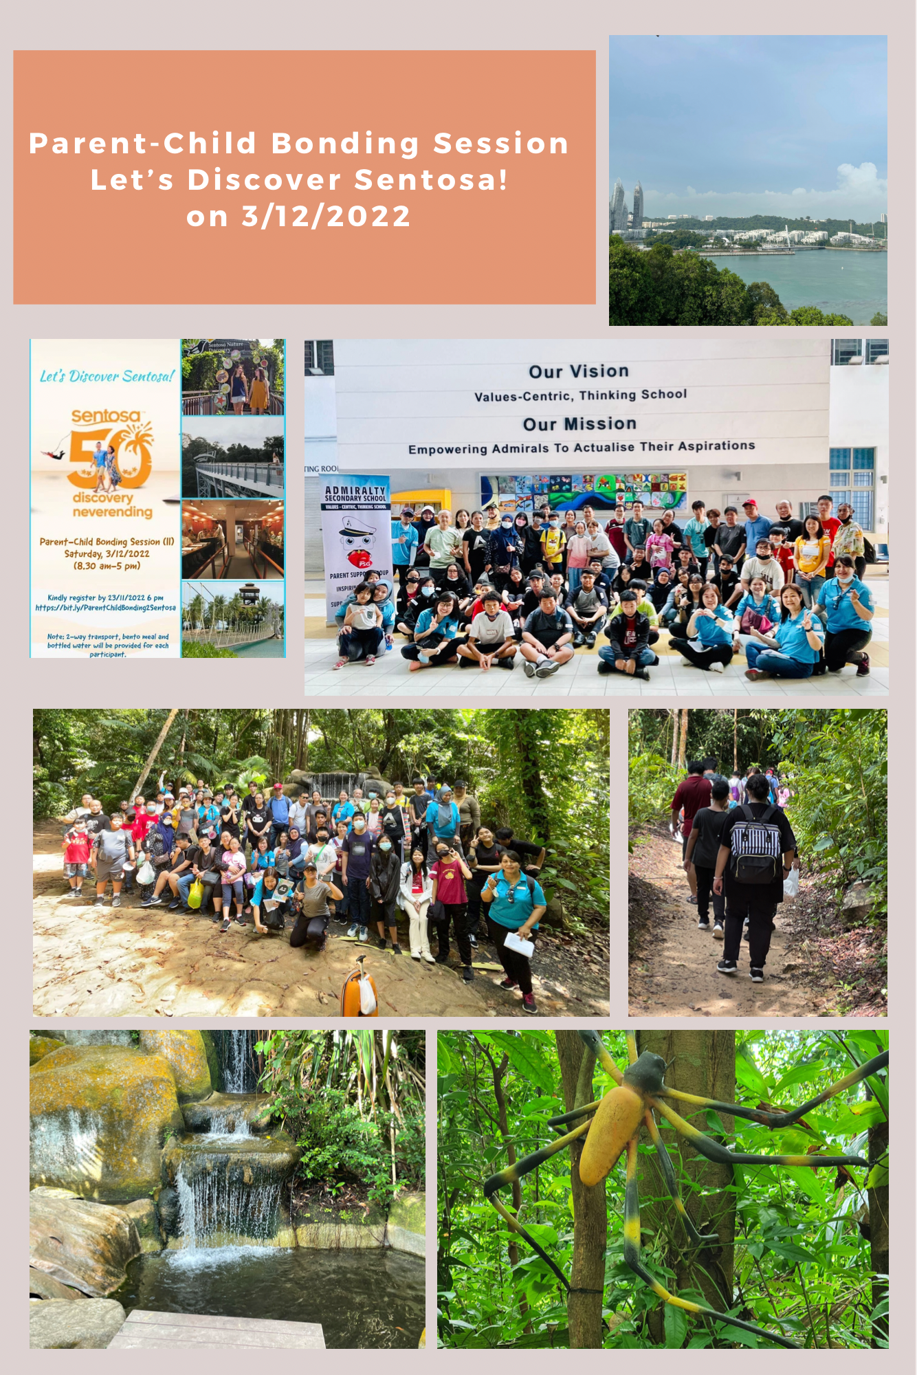 Parent-Child Bonding Session
Let's Discover Sentosa!
on 3/12/2022
Let's Discover Sentosa!
Sentosa
50
discovery
neverending
Parent-Child Bonding Session (II)
Saturday, 3/12/2022
(8.30 am-5 pm)
Kindly register by 23/11/2022 6 pm
https://bit.ly/ParentChildBonding2Sentosa
Note: 2-way transport, bento meal and
bottled water will be provided for each
participant.
Sentosa Nature
Our Vision
Values-Centric, Thinking School
Our Mission
Empowering Admirals To Actualise Their Aspirations
TING ROO
ADMIRALTY
SECONDARY SCHOOL
VALUES - CENTRIC, THINKING SCHOOL
PARENT SUPPORT GROUP